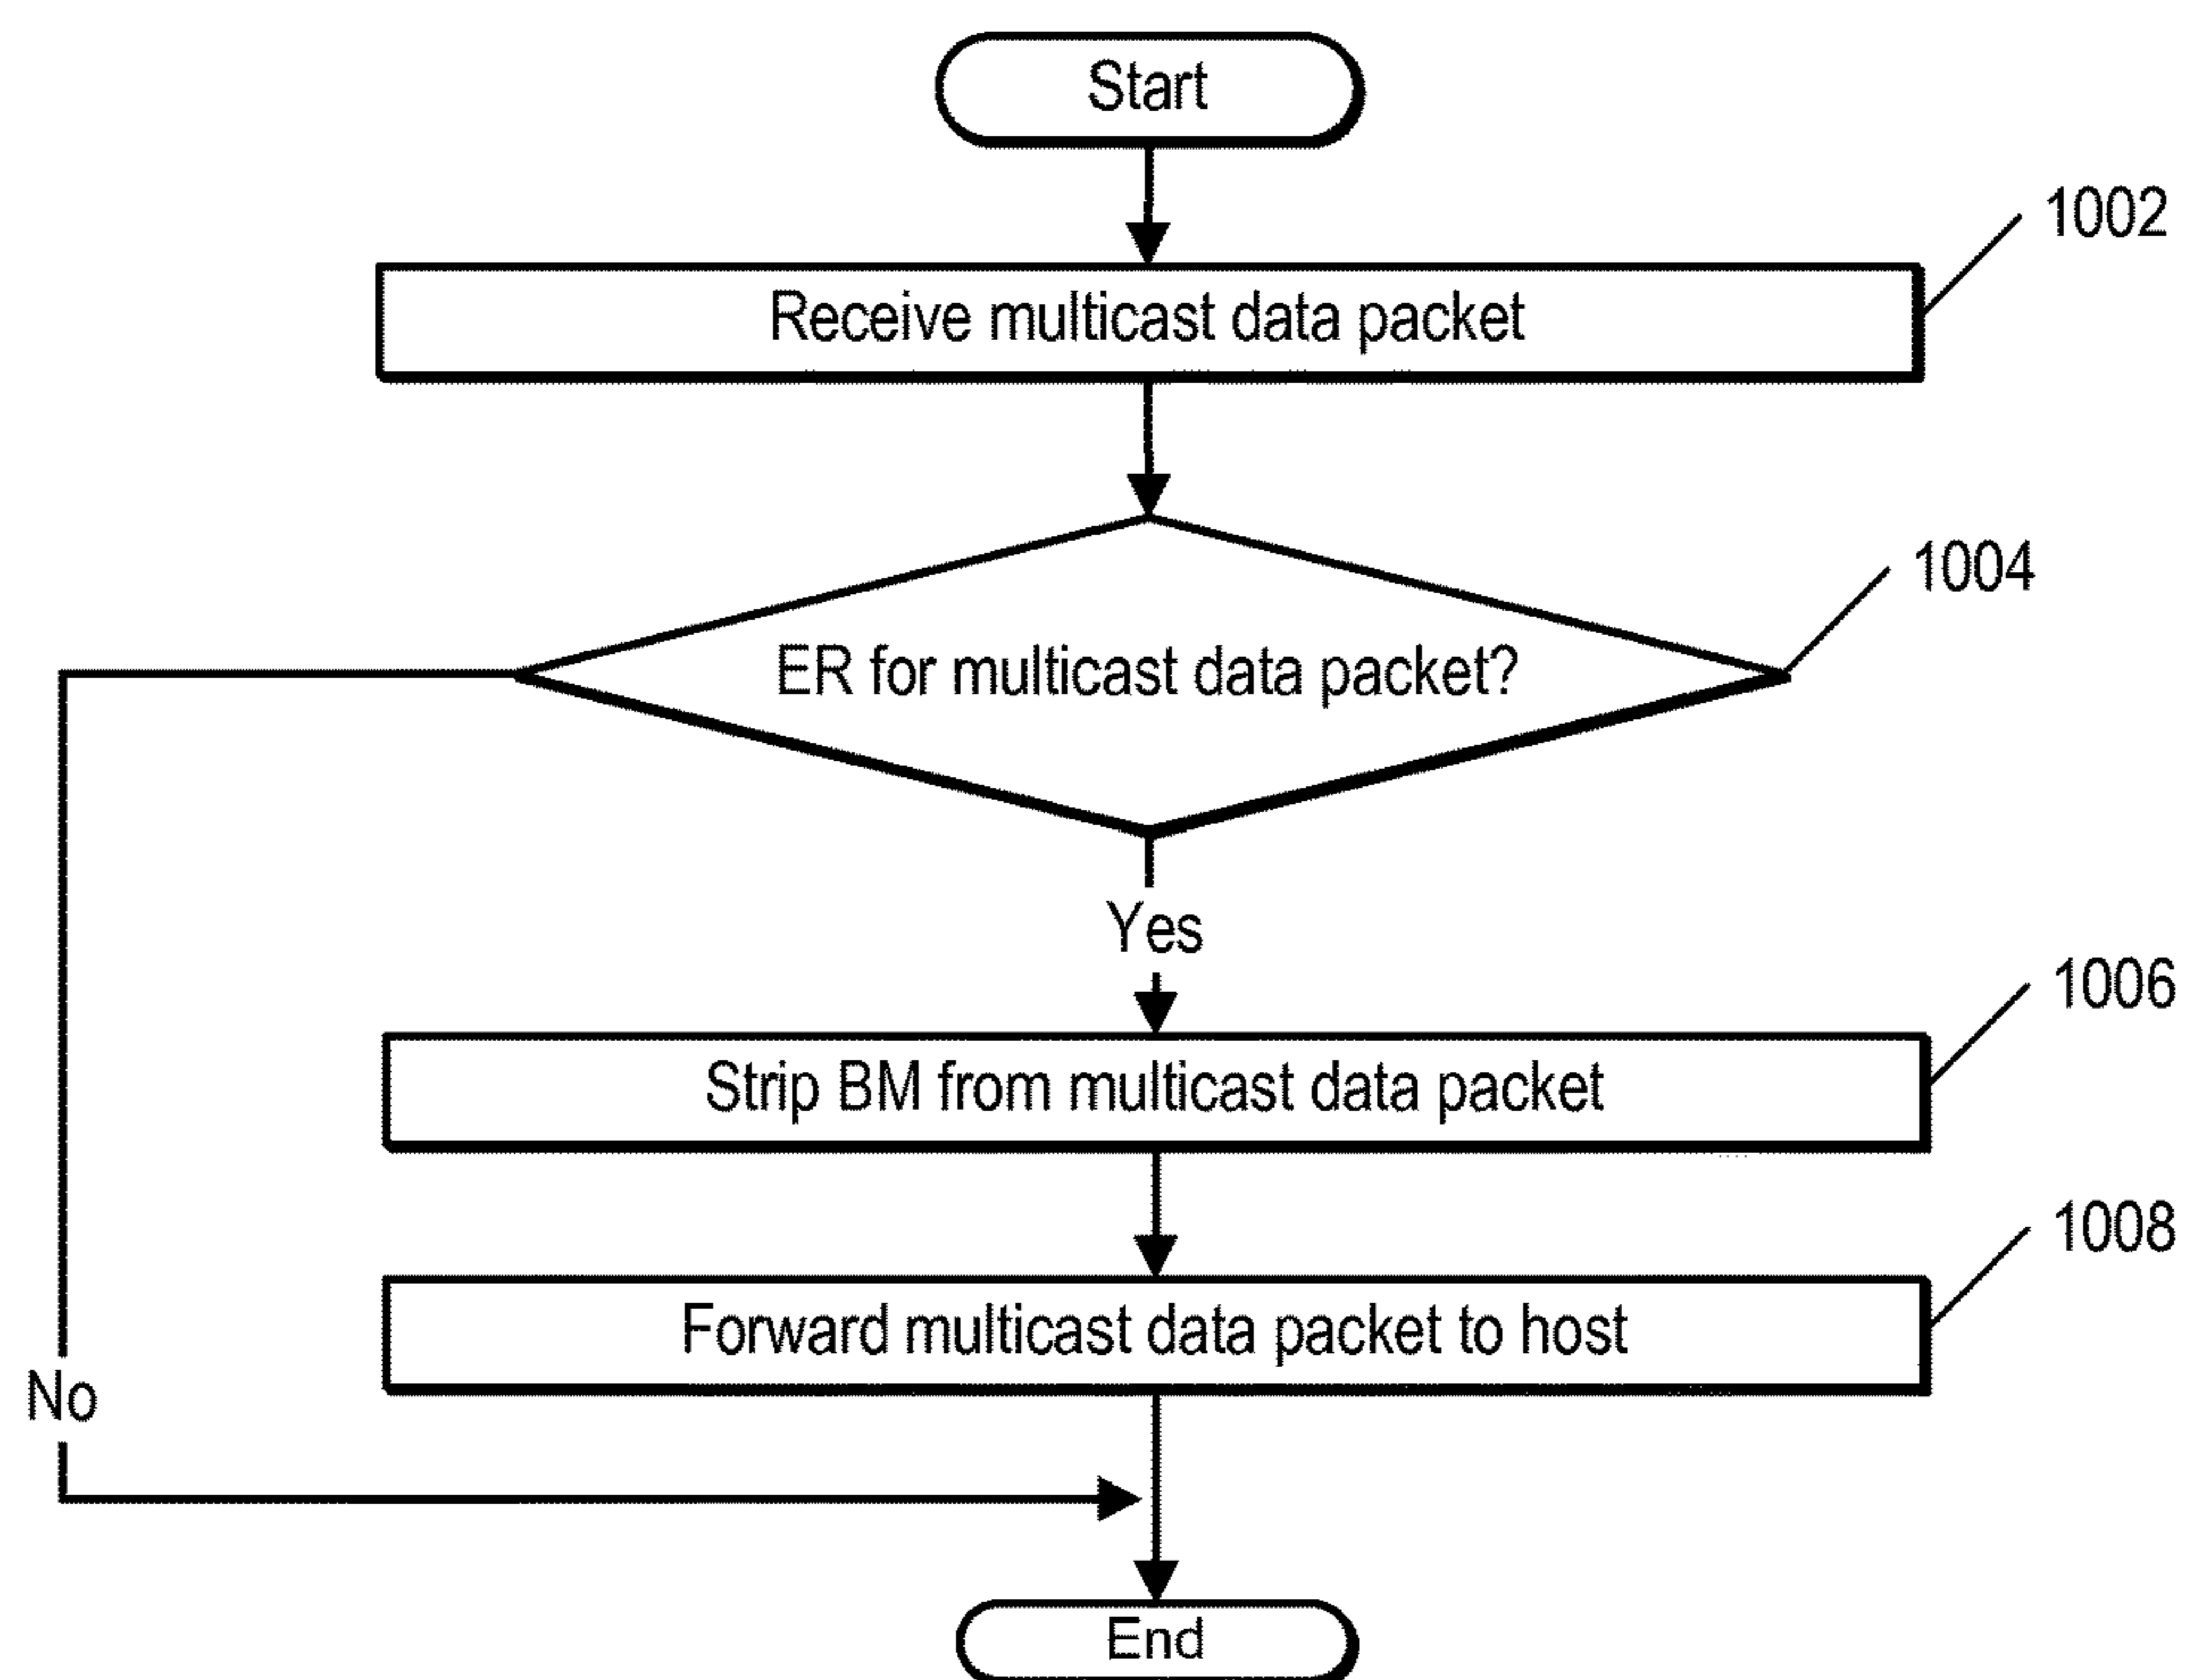 Start
1002
Receive multicast data packet
1004
ER for multicast data packet?
Yes
1006
Strip BM from multicast data packet
1008
Forward multicast data packet to host
No
End